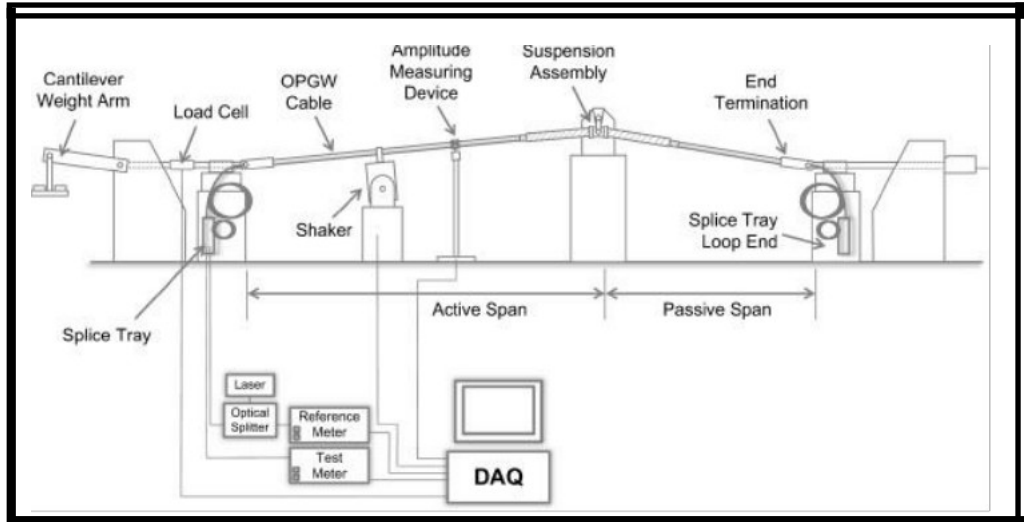 Amplitude
Measuring
Device
Suspension
Assembly
Cantilever
Weight Arm
OPGW
Cable
End
Termination
Load Cell
Shaker
Splice Tray
Loop End
Active Span
Passive Span
Splice Tray
Laser
Optical
Splitter
Reference
Meter
Test
Meter
DAQ